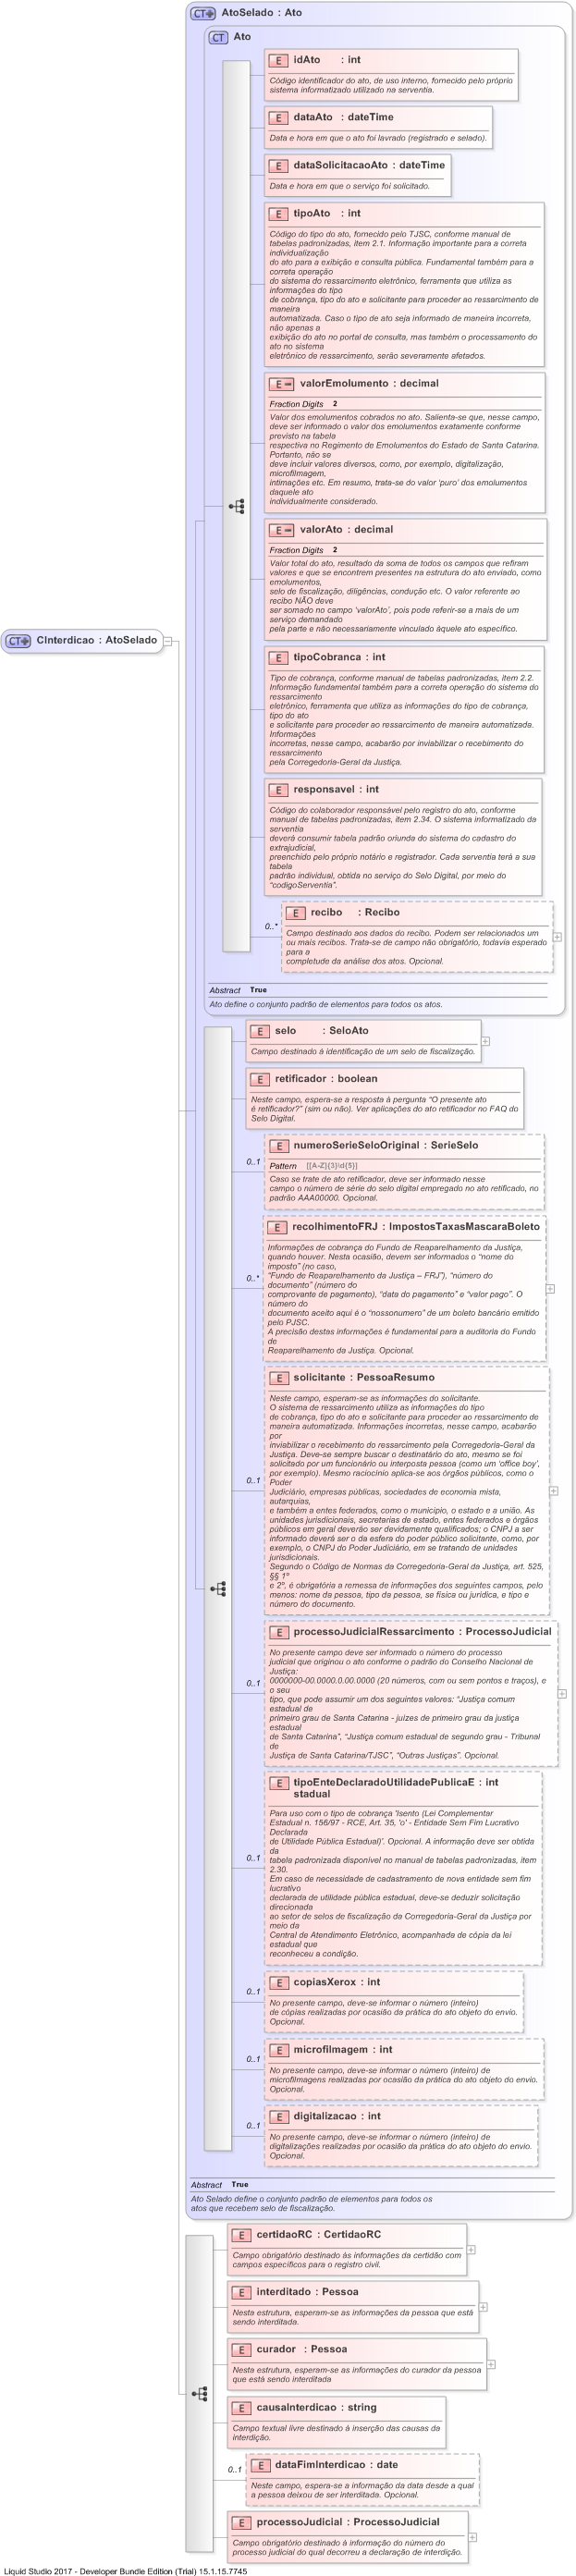 AtoSelado : Ato
Ato
idAto : int
Código identificador do ato, de uso interno, fornecido pelo próprio
sistema informatizado utilizado na serventia.
dataAto : dateTime
Data e hora em que o ato foi lavrado (registrado e selado).
dataSolicitacaoAto : dateTime
Data e hora em que o serviço foi solicitado.
tipoAto : int
Código do tipo do ato, fornecido pelo TJSC, conforme manual de
tabelas padronizadas, item 2.1. Informação importante para a correta
individualização
do ato para a exibição e consulta pública. Fundamental também para a
correta operação
do sistema do ressarcimento eletrônico, ferramenta que utiliza as
informações do tipo
de cobrança, tipo do ato e solicitante para proceder ao ressarcimento de
maneira
automatizada. Caso o tipo de ato seja informado de maneira incorreta,
não apenas a
exibição do ato no portal de consulta, mas também o processamento do
ato no sistema
eletrônico de ressarcimento, serão severamente afetados.
valorEmolumento : decimal
Fraction Digits 2
Valor dos emolumentos cobrados no ato. Salienta-se que, nesse campo,
deve ser informado o valor dos emolumentos exatamente conforme
previsto na tabela
respectiva no Regimento de Emolumentos do Estado de Santa Catarina.
Portanto, não se
deve incluir valores diversos, como, por exemplo, digitalização,
microfilmagem,
intimações etc. Em resumo, trata-se do valor 'puro' dos emolumentos
daquele ato
individualmente considerado.
valorAto : decimal
Fraction Digits 2
Valor total do ato, resultado da soma de todos os campos que refiram
valores e que se encontrem presentes na estrutura do ato enviado, como
emolumentos,
selo de fiscalização, diligências, condução etc. O valor referente ao
recibo NÃO deve
ser somado no campo 'valorAto', pois pode referir-se a mais de um
serviço demandado
pela parte e não necessariamente vinculado àquele ato específico.
CInterdicao : AtoSelado
tipoCobranca : int
Tipo de cobrança, conforme manual de tabelas padronizadas, item 2.2.
Informação fundamental também para a correta operação do sistema do
ressarcimento
eletrônico, ferramenta que utiliza as informações do tipo de cobrança,
tipo do ato
e solicitante para proceder ao ressarcimento de maneira automatizada.
Informações
incorretas, nesse campo, acabarão por inviabilizar o recebimento do
ressarcimento
pela Corregedoria-Geral da Justiça.
responsavel : int
Código do colaborador responsável pelo registro do ato, conforme
manual de tabelas padronizadas, item 2.34. O sistema informatizado da
serventia
deverá consumir tabela padrão oriunda do sistema do cadastro do
extrajudicial,
preenchido pelo próprio notário e registrador. Cada serventia terá a sua
tabela
padrão individual, obtida no serviço do Selo Digital, por meio do
"codigoServentia".
recibo : Recibo
0..*
Campo destinado aos dados do recibo. Podem ser relacionados um
ou mais recibos. Trata-se de campo não obrigatório, todavia esperado
para a
completude da análise dos atos. Opcional.
Abstract True
Ato define o conjunto padrão de elementos para todos os atos.
selo : SeloAto
Campo destinado à identificação de um selo de fiscalização.
retificador : boolean
Neste campo, espera-se a resposta à pergunta "O presente ato
é retificador?" (sim ou não). Ver aplicações do ato retificador no FAQ do
Selo Digital.
numeroSerieSeloOriginal : SerieSelo
0..1
Pattern [[A-Z]{3}\d{5}]
Caso se trate de ato retificador, deve ser informado nesse
campo o número de série do selo digital empregado no ato retificado, no
padrão AAA00000. Opcional.
recolhimentoFRJ : ImpostosTaxasMascaraBoleto
0..*
Informações de cobrança do Fundo de Reaparelhamento da Justiça,
quando houver. Nesta ocasião, devem ser informados o "nome do
imposto" (no caso,
"Fundo de Reaparelhamento da Justiça – FRJ"), "número do
documento" (número do
comprovante de pagamento), "data do pagamento" e "valor pago". O
número do
documento aceito aqui é o "nossonumero" de um boleto bancário emitido
pelo PJSC.
A precisão destas informações é fundamental para a auditoria do Fundo
de
Reaparelhamento da Justiça. Opcional.
solicitante : PessoaResumo
0..1
Neste campo, esperam-se as informações do solicitante.
O sistema de ressarcimento utiliza as informações do tipo
de cobrança, tipo do ato e solicitante para proceder ao ressarcimento de
maneira automatizada. Informações incorretas, nesse campo, acabarão
por
inviabilizar o recebimento do ressarcimento pela Corregedoria-Geral da
Justiça. Deve-se sempre buscar o destinatário do ato, mesmo se foi
solicitado por um funcionário ou interposta pessoa (como um 'office boy',
por exemplo). Mesmo raciocínio aplica-se aos órgãos públicos, como o
Poder
Judiciário, empresas públicas, sociedades de economia mista,
autarquias,
e também a entes federados, como o município, o estado e a união. As
unidades jurisdicionais, secretarias de estado, entes federados e órgãos
públicos em geral deverão ser devidamente qualificados; o CNPJ a ser
informado deverá ser o da esfera do poder público solicitante, como, por
exemplo, o CNPJ do Poder Judiciário, em se tratando de unidades
jurisdicionais.
Segundo o Código de Normas da Corregedoria-Geral da Justiça, art. 525,
§§ 1º
e 2º, é obrigatória a remessa de informações dos seguintes campos, pelo
menos: nome da pessoa, tipo da pessoa, se física ou jurídica, e tipo e
número do documento.
processoJudicialRessarcimento : ProcessoJudicial
0..1
No presente campo deve ser informado o número do processo
judicial que originou o ato conforme o padrão do Conselho Nacional de
Justiça:
0000000-00.0000.0.00.0000 (20 números, com ou sem pontos e traços), e
o seu
tipo, que pode assumir um dos seguintes valores: "Justiça comum
estadual de
primeiro grau de Santa Catarina - juízes de primeiro grau da justiça
estadual
de Santa Catarina", "Justiça comum estadual de segundo grau - Tribunal
de
Justiça de Santa Catarina/TJSC", "Outras Justiças". Opcional.
tipoEnteDeclaradoUtilidadePublicaE : int
stadual
0..1
Para uso com o tipo de cobrança 'Isento (Lei Complementar
Estadual n. 156/97 - RCE, Art. 35, 'o' - Entidade Sem Fim Lucrativo
Declarada
de Utilidade Pública Estadual)'. Opcional. A informação deve ser obtida
da
tabela padronizada disponível no manual de tabelas padronizadas, item
2.30.
Em caso de necessidade de cadastramento de nova entidade sem fim
lucrativo
declarada de utilidade pública estadual, deve-se deduzir solicitação
direcionada
ao setor de selos de fiscalização da Corregedoria-Geral da Justiça por
meio da
Central de Atendimento Eletrônico, acompanhada de cópia da lei
estadual que
reconheceu a condição.
copiasXerox : int
0..1
No presente campo, deve-se informar o número (inteiro)
de cópias realizadas por ocasião da prática do ato objeto do envio.
Opcional.
microfilmagem : int
0..1
No presente campo, deve-se informar o número (inteiro) de
microfilmagens realizadas por ocasião da prática do ato objeto do envio.
Opcional.
digitalizacao : int
0..1
No presente campo, deve-se informar o número (inteiro) de
digitalizações realizadas por ocasião da prática do ato objeto do envio.
Opcional.
Abstract True
Ato Selado define o conjunto padrão de elementos para todos os
atos que recebem selo de fiscalização.
certidaoRC : CertidaoRC
Campo obrigatório destinado às informações da certidão com
campos específicos para o registro civil.
interditado : Pessoa
Nesta estrutura, esperam-se as informações da pessoa que está
sendo interditada.
curador : Pessoa
Nesta estrutura, esperam-se as informações do curador da pessoa
que está sendo interditada
causaInterdicao : string
Campo textual livre destinado à inserção das causas da
interdição.
dataFimInterdicao : date
0..1
Neste campo, espera-se a informação da data desde a qual
a pessoa deixou de ser interditada. Opcional.
processoJudicial : ProcessoJudicial
Campo obrigatório destinado à informação do número do
processo judicial do qual decorreu a declaração de interdição.
Liquid Studio 2017 - Developer Bundle Edition (Trial) 15.1.15.7745